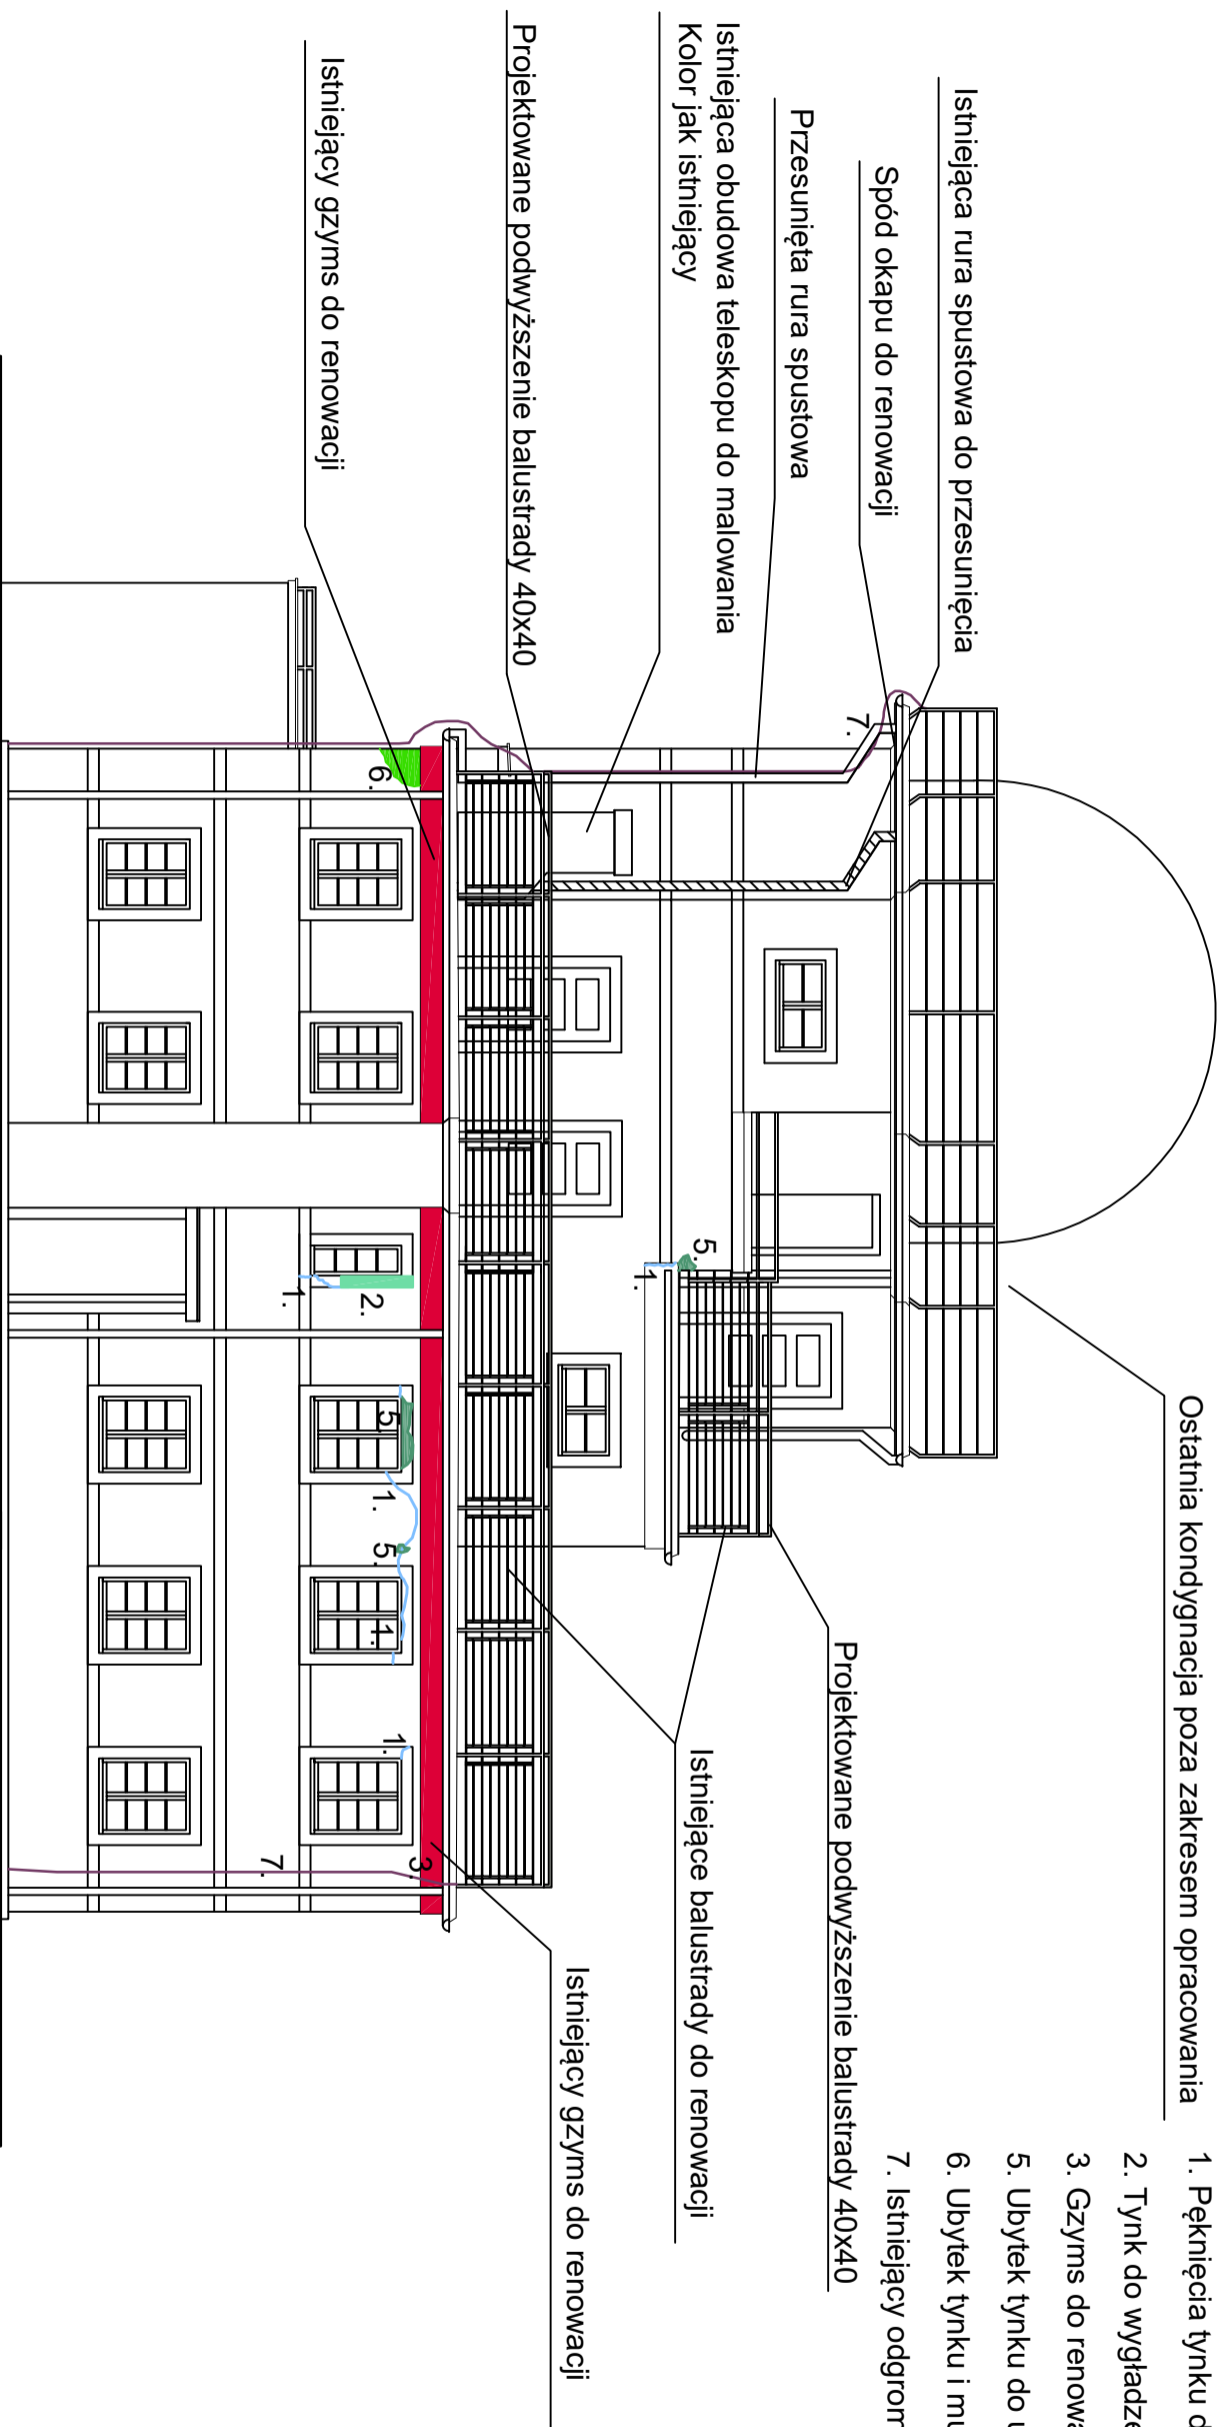 Istniejąca rura spustowa do przesunięcia
Spód okapu do renowacji
Przesunięta rura spustowa
Istniejąca obudowa teleskopu do malowania
Kolor jak istniejący
Projektowane podwyższenie balustrady 40x40
Istniejący gzyms do renowacji
Ostatnia kondygnacja poza zakresem opracowania
Projektowane podwyższenie balustrady 40x40
Istniejące balustrady do renowacji
Istniejący gzyms do renowacji
7.
5.
1.
6.
2.
1.
5.
1.
5.
1.
1.
3.
7.
1. Pęknięcia tynku d
2. Tynk do wygładze
3. Gzyms do renowa
5. Ubytek tynku do u
6. Ubytek tynku i mu
7. Istniejący odgrom